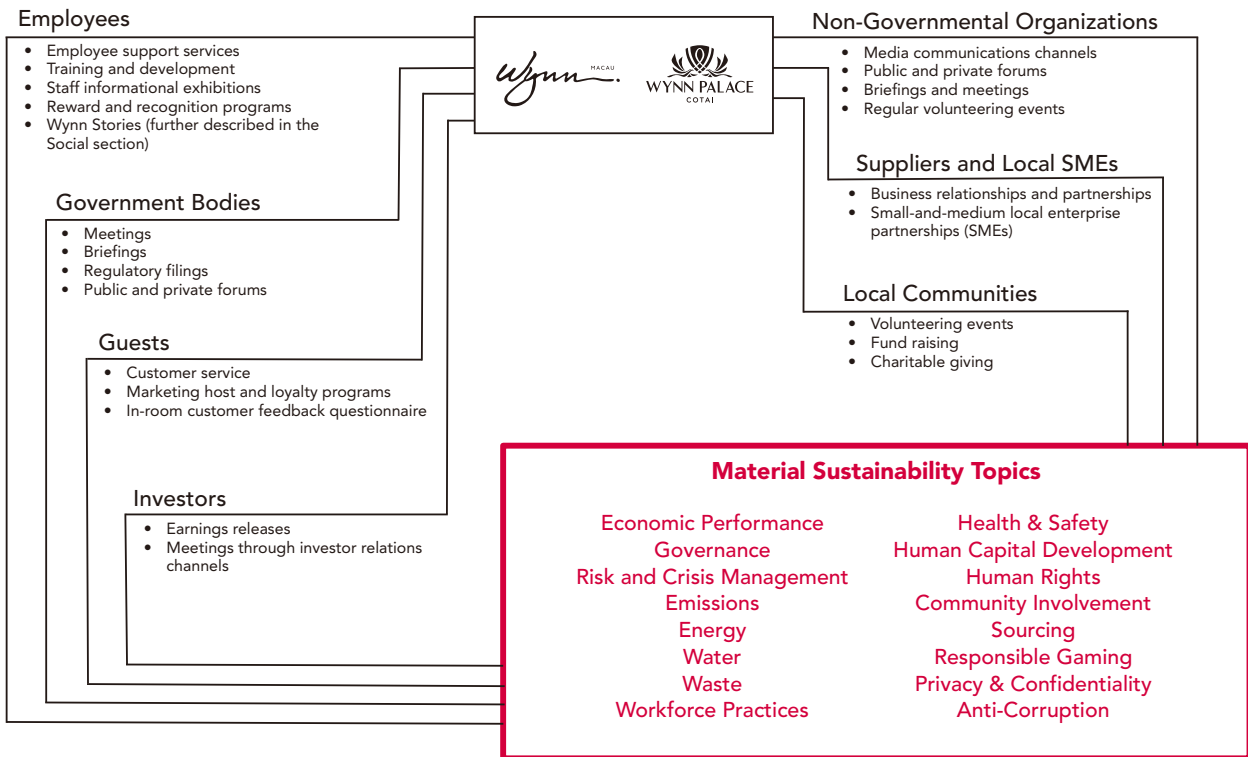 Employees
• Employee support services
• Training and development
• Staff informational exhibitions
• Reward and recognition programs
• Wynn Stories (further described in the
Social section)
Government Bodies
• Meetings
• Briefings
• Regulatory filings
• Public and private forums
Guests
• Customer service
• Marketing host and loyalty programs
• In-room customer feedback questionnaire
Investors
• Earnings releases
• Meetings through investor relations
channels
Wynn.
MACAU
WYNN PALACE
COTAI
Non-Governmental Organizations
• Media communications channels
• Public and private forums
• Briefings and meetings
• Regular volunteering events
Suppliers and Local SMEs
• Business relationships and partnerships
• Small-and-medium local enterprise
partnerships (SMEs)
Local Communities
• Volunteering events
• Fund raising
• Charitable giving
Material Sustainability Topics
Economic Performance
Governance
Risk and Crisis Management
Emissions
Energy
Water
Waste
Workforce Practices
Health & Safety
Human Capital Development
Human Rights
Community Involvement
Sourcing
Responsible Gaming
Privacy & Confidentiality
Anti-Corruption